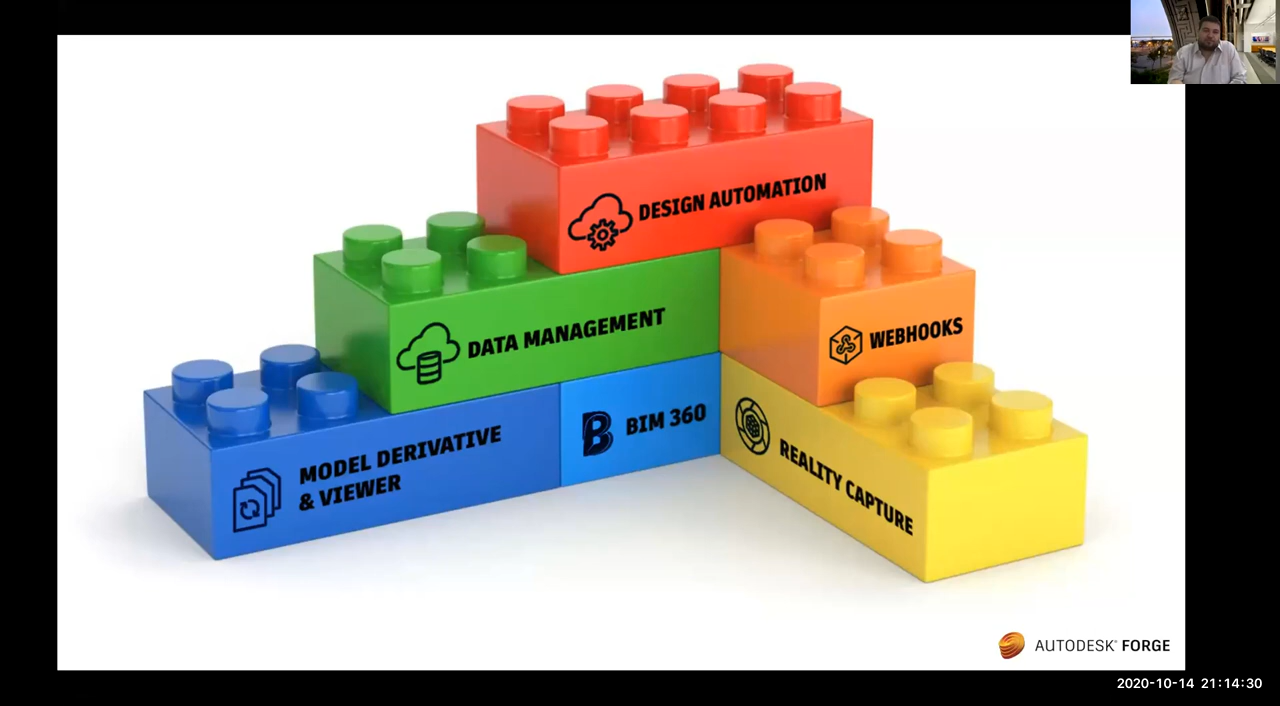 DESIGN AUTOMATION
DATA MANAGEMENT
WEBHOOKS
MODEL DERIVATIVE
& VIEWER
BIM 360
REALITY CAPTURE
AUTODESK® FORGE
2020-10-14 21:14:30